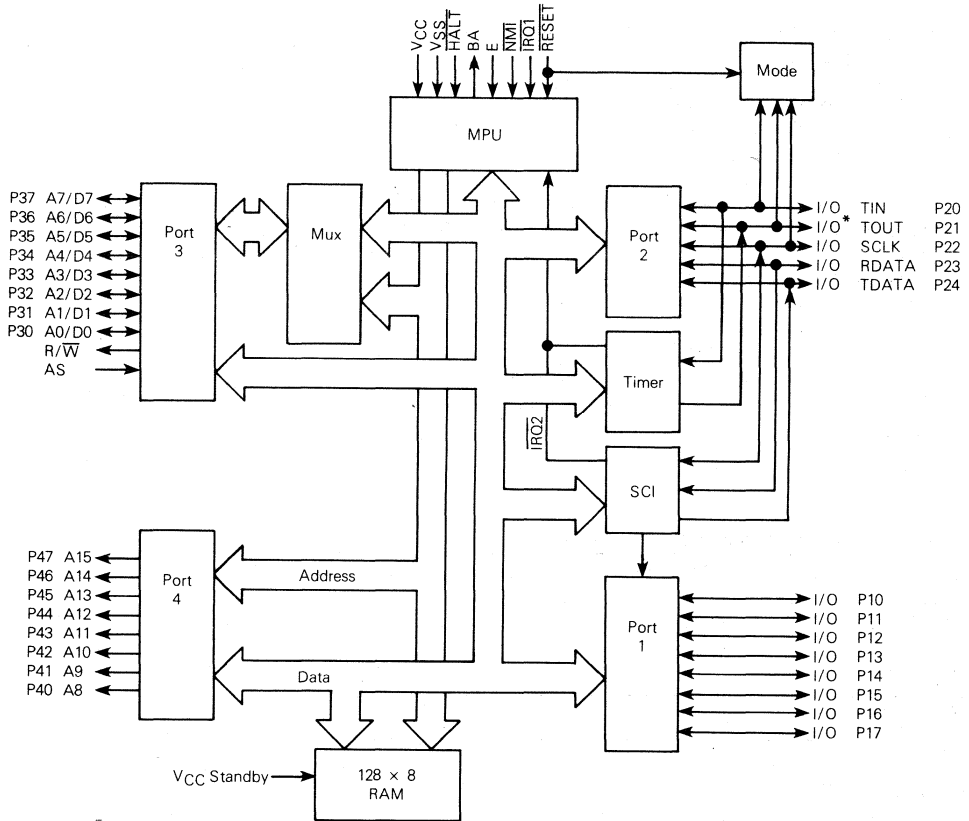 VCC
VSS
HALT
BA
E
NMI
IRQ1
RESET
Mode
MPU
P37 A7/D7
P36 A6/D6
P35 A5/D5
P34 A4/D4
P33 A3/D3
P32 A2/D2
P31 A1/D1
P30 A0/D0
R/W
AS
Port
3
Mux
Port
2
I/O TIN P20
I/O* TOUT P21
I/O SCLK P22
I/O RDATA P23
I/O TDATA P24
Timer
IRQ2
SCI
P47 A15
P46 A14
P45 A13
P44 A12
P43 A11
P42 A10
P41 A9
P40 A8
Port
4
Address
Data
Port
1
I/O P10
I/O P11
I/O P12
I/O P13
I/O P14
I/O P15
I/O P16
I/O P17
VCC Standby
128 × 8
RAM